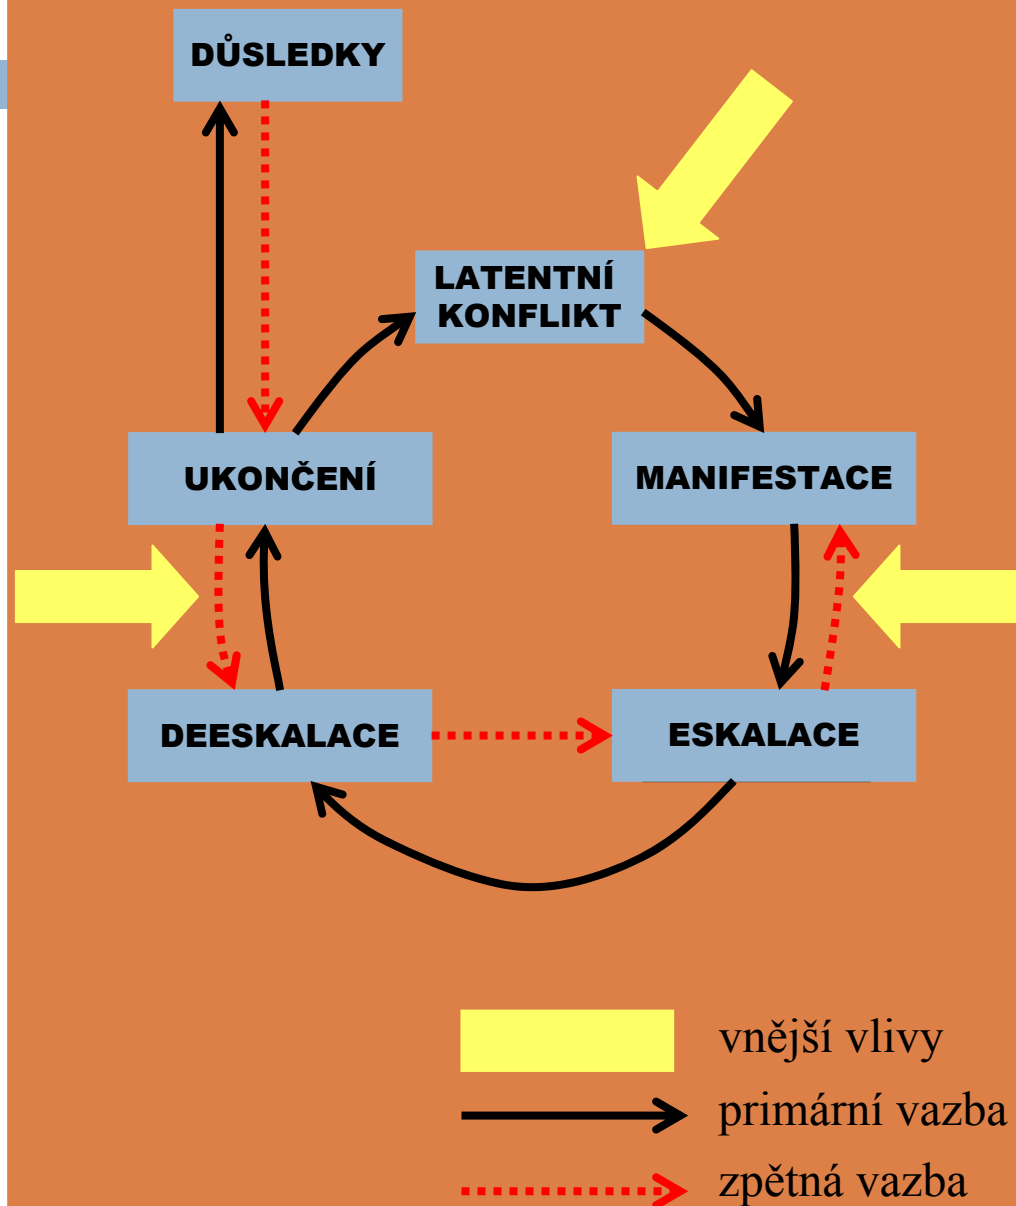 DŮSLEDKY
LATENTNÍ
KONFLIKT
UKONČENÍ
MANIFESTACE
DEESKALACE
ESKALACE
vnější vlivy
primární vazba
zpětná vazba